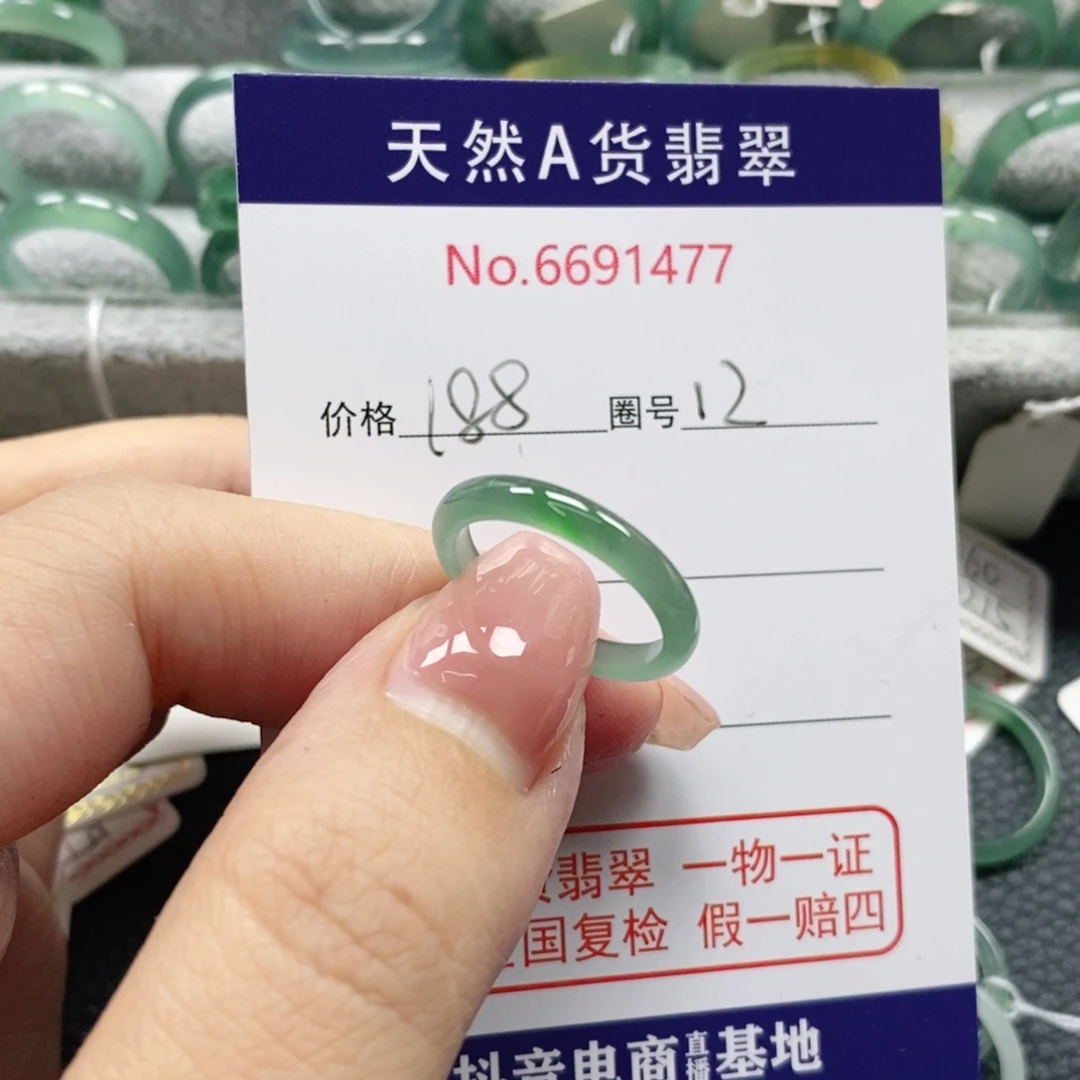 天然A货翡翠
No.6691477
价格 188 圈号 12
翡翠 一物一证
国复检 假一赔四
抖音电商直播基地